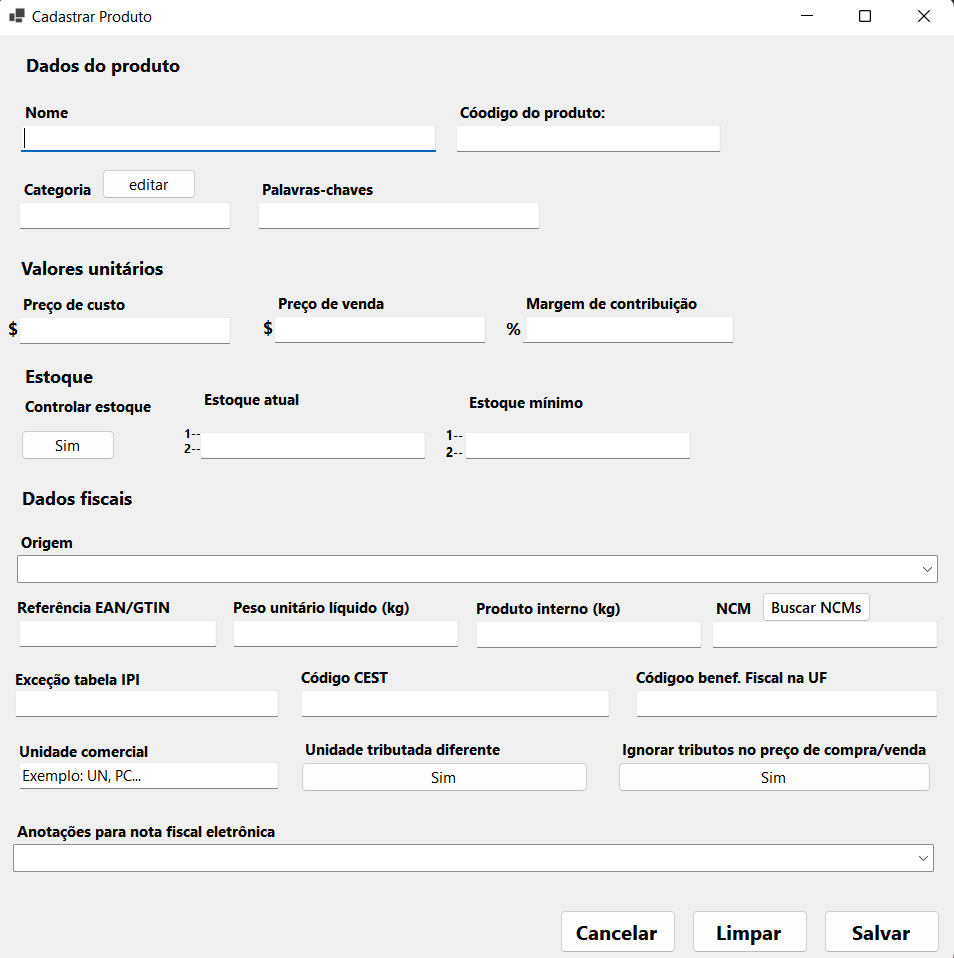 Cadastrar Produto
Dados do produto
Nome
Cóodigo do produto:
Categoria
editar
Palavras-chaves
Valores unitários
Preço de custo
Preço de venda
Margem de contribuição
$
$
%
Estoque
Controlar estoque
Estoque atual
Estoque mínimo
Sim
1--
2--
1--
2--
Dados fiscais
Origem
Referência EAN/GTIN
Peso unitário líquido (kg)
Produto interno (kg)
NCM
Buscar NCMs
Exceção tabela IPI
Código CEST
Códigoo benef. Fiscal na UF
Unidade comercial
Unidade tributada diferente
Ignorar tributos no preço de compra/venda
Exemplo: UN, PC...
Sim
Sim
Anotações para nota fiscal eletrônica
Cancelar
Limpar
Salvar